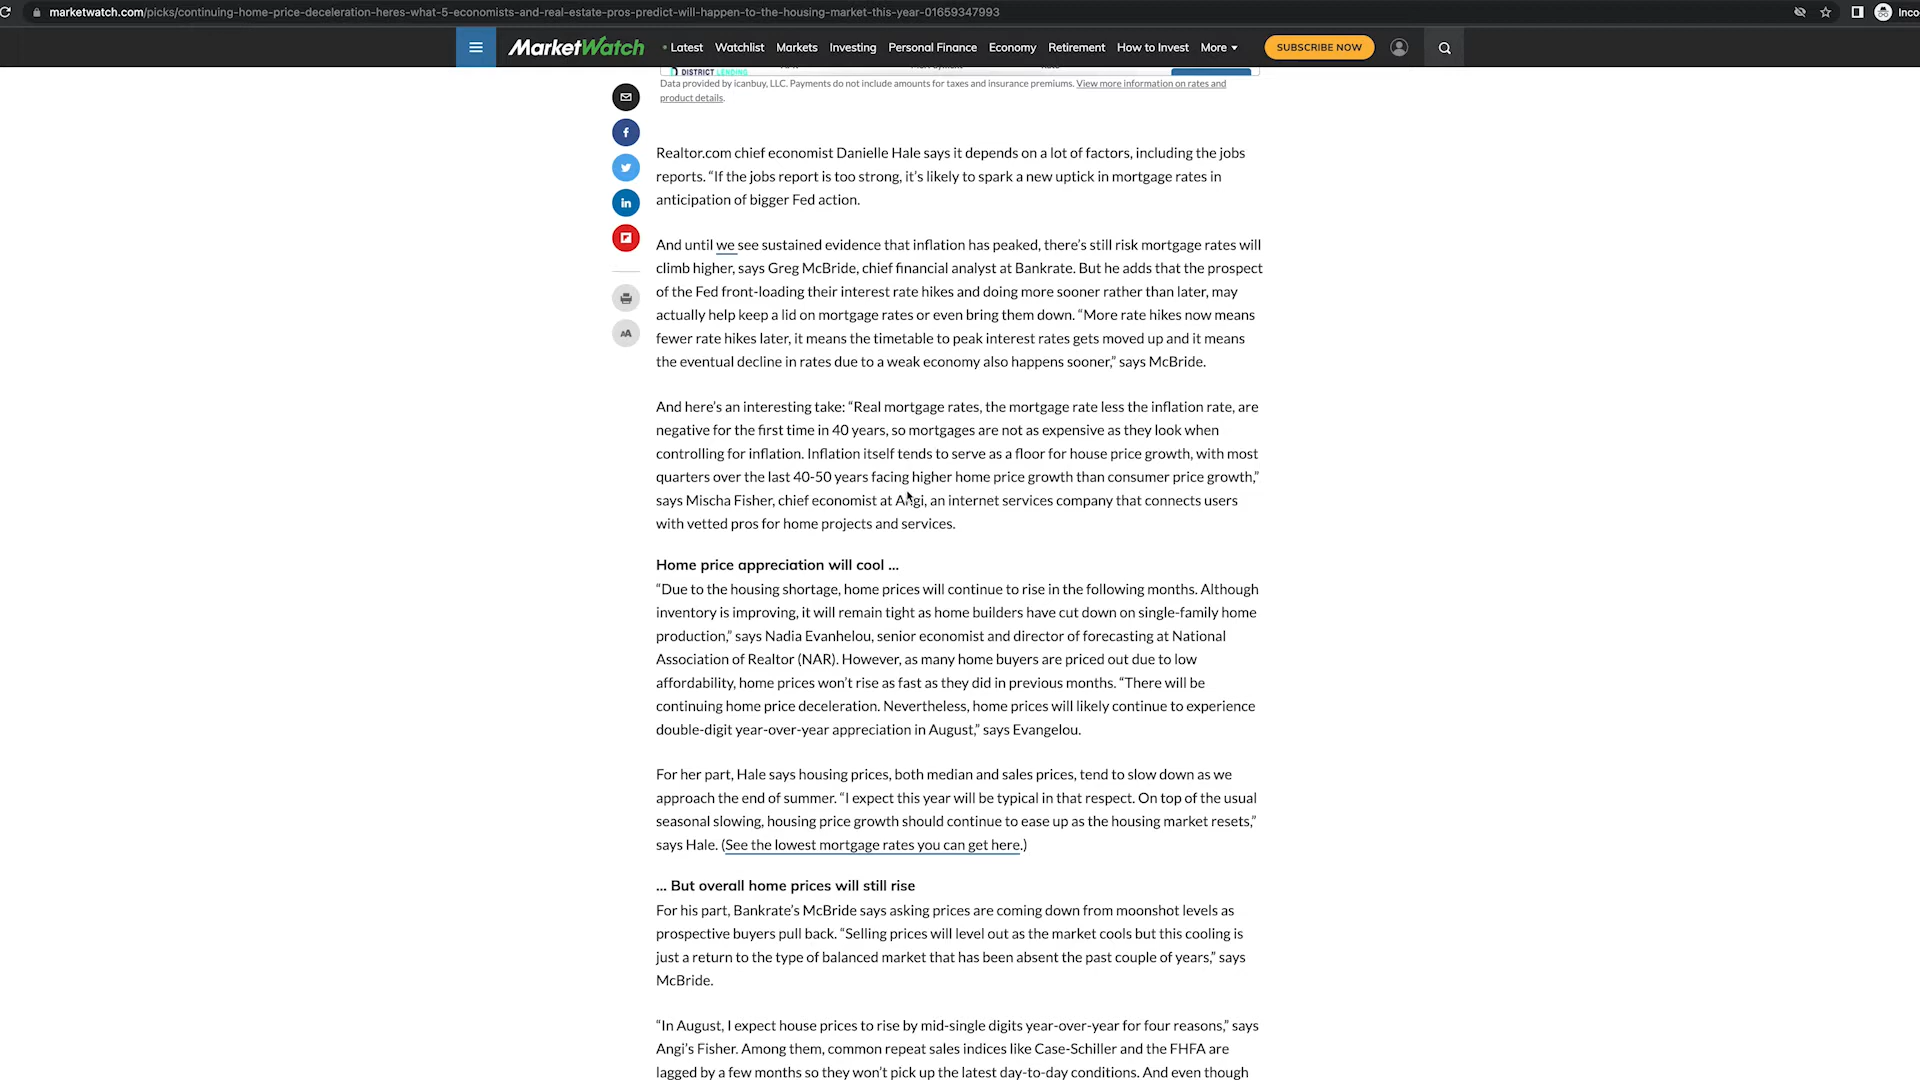 marketwatch.com/picks/continuing-home-price-deceleration-heres-what-5-economists-and-real-estate-pros-predict-will-happen-to-the-housing-market-this-year-01659347993
Inco
MarketWatch
Latest Watchlist Markets Investing Personal Finance Economy Retirement How to Invest More
SUBSCRIBE NOW
DISTRICT LENDING
Data provided by icanbuy, LLC. Payments do not include amounts for taxes and insurance premiums. View more information on rates and
product details.
Realtor.com chief economist Danielle Hale says it depends on a lot of factors, including the jobs
reports. “If the jobs report is too strong, it’s likely to spark a new uptick in mortgage rates in
anticipation of bigger Fed action.
And until we see sustained evidence that inflation has peaked, there’s still risk mortgage rates will
climb higher, says Greg McBride, chief financial analyst at Bankrate. But he adds that the prospect
of the Fed front-loading their interest rate hikes and doing more sooner rather than later, may
actually help keep a lid on mortgage rates or even bring them down. “More rate hikes now means
fewer rate hikes later, it means the timetable to peak interest rates gets moved up and it means
the eventual decline in rates due to a weak economy also happens sooner,” says McBride.
And here’s an interesting take: “Real mortgage rates, the mortgage rate less the inflation rate, are
negative for the first time in 40 years, so mortgages are not as expensive as they look when
controlling for inflation. Inflation itself tends to serve as a floor for house price growth, with most
quarters over the last 40-50 years facing higher home price growth than consumer price growth,”
says Mischa Fisher, chief economist at Angi, an internet services company that connects users
with vetted pros for home projects and services.
Home price appreciation will cool …
“Due to the housing shortage, home prices will continue to rise in the following months. Although
inventory is improving, it will remain tight as home builders have cut down on single-family home
production,” says Nadia Evanhelou, senior economist and director of forecasting at National
Association of Realtor (NAR). However, as many home buyers are priced out due to low
affordability, home prices won’t rise as fast as they did in previous months. “There will be
continuing home price deceleration. Nevertheless, home prices will likely continue to experience
double-digit year-over-year appreciation in August,” says Evangelou.
For her part, Hale says housing prices, both median and sales prices, tend to slow down as we
approach the end of summer. “I expect this year will be typical in that respect. On top of the usual
seasonal slowing, housing price growth should continue to ease up as the housing market resets,”
says Hale. (See the lowest mortgage rates you can get here.)
… But overall home prices will still rise
For his part, Bankrate’s McBride says asking prices are coming down from moonshot levels as
prospective buyers pull back. “Selling prices will level out as the market cools but this cooling is
just a return to the type of balanced market that has been absent the past couple of years,” says
McBride.
“In August, I expect house prices to rise by mid-single digits year-over-year for four reasons,” says
Angi’s Fisher. Among them, common repeat sales indices like Case-Schiller and the FHFA are
lagged by a few months so they won’t pick up the latest day-to-day conditions. And even though